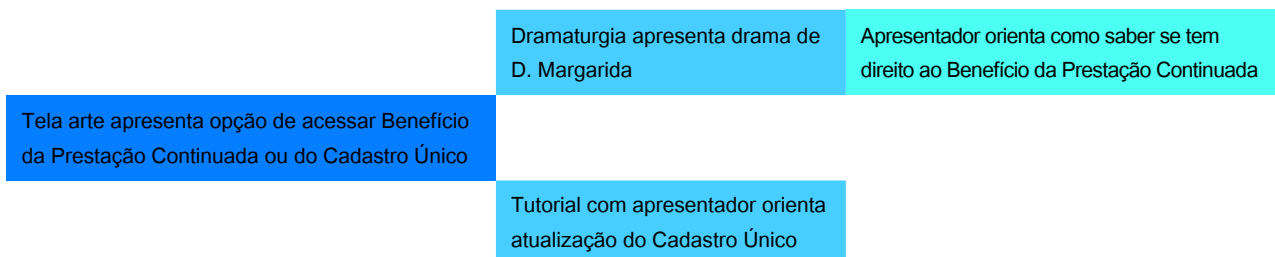 Dramaturgia apresenta drama de
D. Margarida
Apresentador orienta como saber se tem
direito ao Benefício da Prestação Continuada
Tela arte apresenta opção de acessar Benefício
da Prestação Continuada ou do Cadastro Único
Tutorial com apresentador orienta
atualização do Cadastro Único